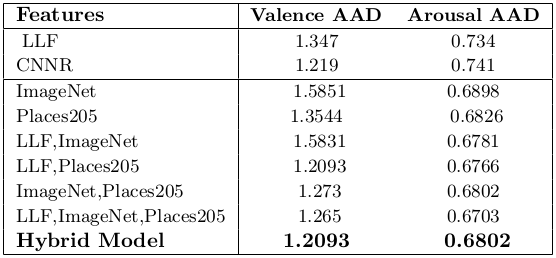 Features Valence AAD Arousal AAD
LLF 1.347 0.734
CNNR 1.219 0.741
ImageNet 1.5851 0.6898
Places205 1.3544 0.6826
LLF,ImageNet 1.5831 0.6781
LLF,Places205 1.2093 0.6766
ImageNet,Places205 1.273 0.6802
LLF,ImageNet,Places205 1.265 0.6703
Hybrid Model 1.2093 0.6802